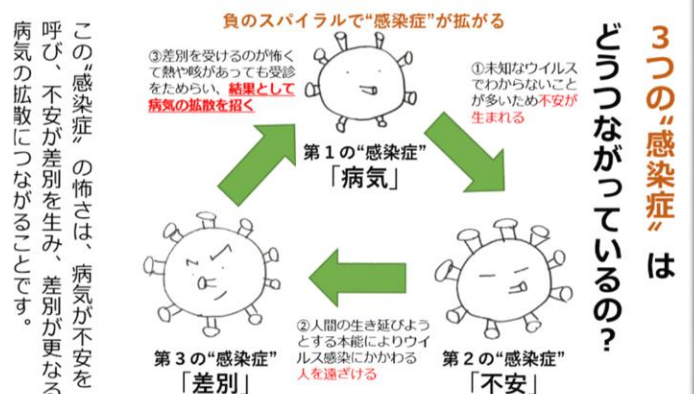 3つの“感染症”は
どうつながっているの?
負のスパイラルで“感染症”が拡がる
①未知なウイルス
でわからないこと
が多いため不安が
生まれる
第1の“感染症”
「病気」
②人間の生き延びよう
とする本能によりウイ
ルス感染にかかわる
人を遠ざける
第2の“感染症”
「不安」
③差別を受けるのが怖く
て熱や咳があっても受診
をためらい、結果として
病気の拡散を招く
第3の“感染症”
「差別」
この“感染症”の怖さは、病気が不安を
呼び、不安が差別を生み、差別が更なる
病気の拡散につながることです。